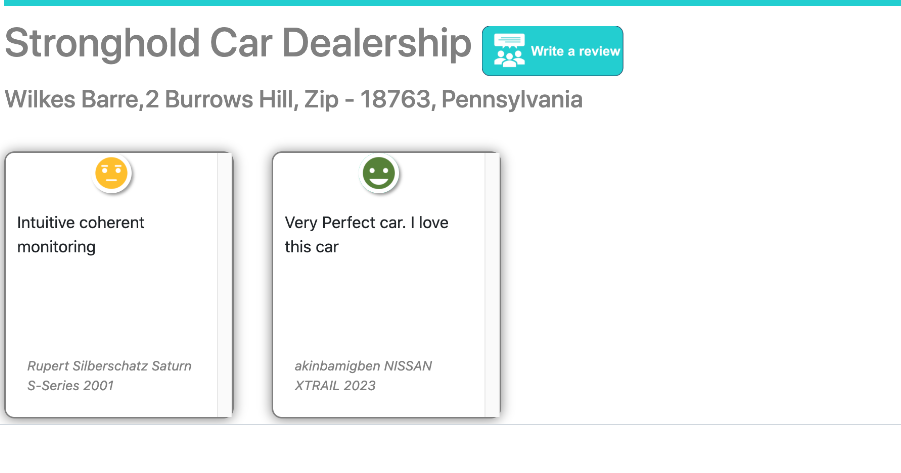 Stronghold Car Dealership
Write a review
Wilkes Barre,2 Burrows Hill, Zip - 18763, Pennsylvania
Intuitive coherent
monitoring
Rupert Silberschatz Saturn
S-Series 2001
Very Perfect car. I love
this car
akinbamigben NISSAN
XTRAIL 2023